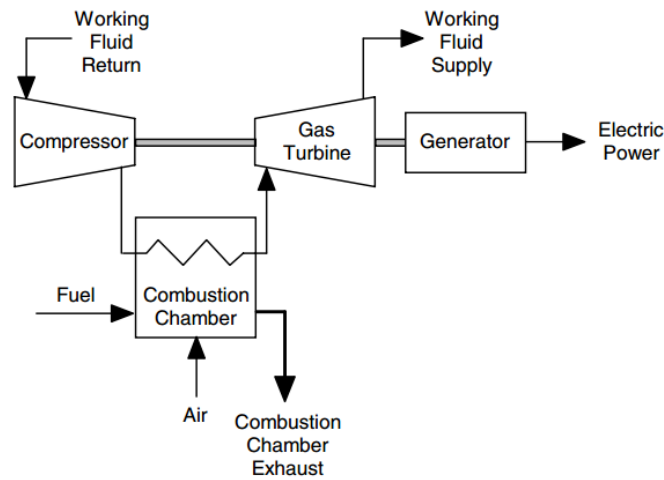 Working
Fluid
Return
Working
Fluid
Supply
Compressor
Gas
Turbine
Generator
Electric
Power
Fuel
Combustion
Chamber
Air
Combustion
Chamber
Exhaust